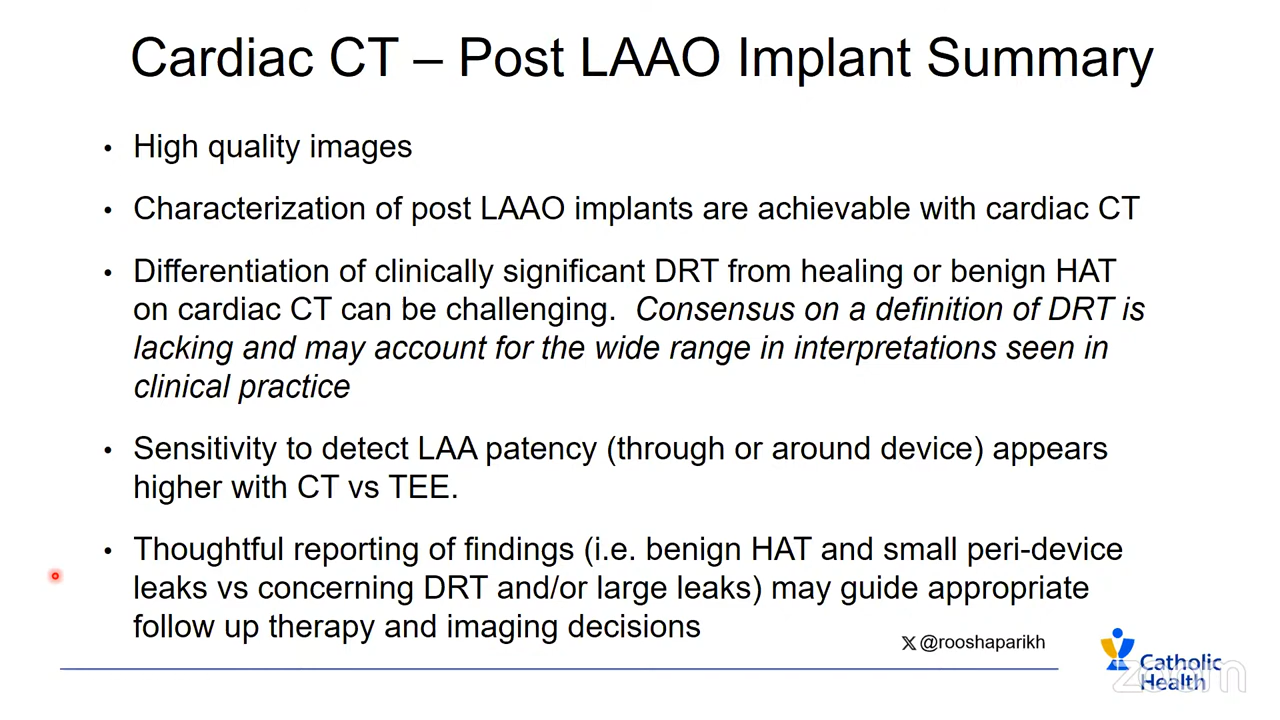 Cardiac CT – Post LAAO Implant Summary
• High quality images
• Characterization of post LAAO implants are achievable with cardiac CT
• Differentiation of clinically significant DRT from healing or benign HAT
on cardiac CT can be challenging.  Consensus on a definition of DRT is
lacking and may account for the wide range in interpretations seen in
clinical practice
• Sensitivity to detect LAA patency (through or around device) appears
higher with CT vs TEE.
• Thoughtful reporting of findings (i.e. benign HAT and small peri-device
leaks vs concerning DRT and/or large leaks) may guide appropriate
follow up therapy and imaging decisions
𝕏 @rooshaparikh
Catholic
Health
zoom